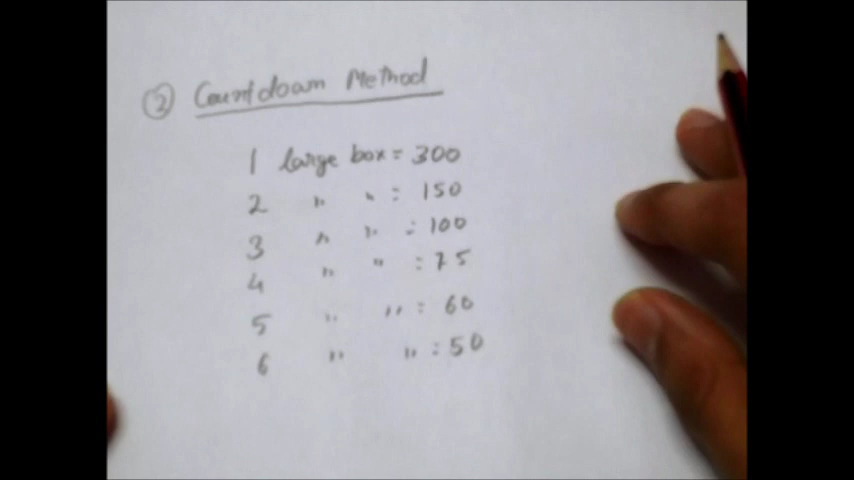 ② Countdown Method
1 large box = 300
2 " " = 150
3 " " = 100
4 " " = 75
5 " " = 60
6 " " = 50